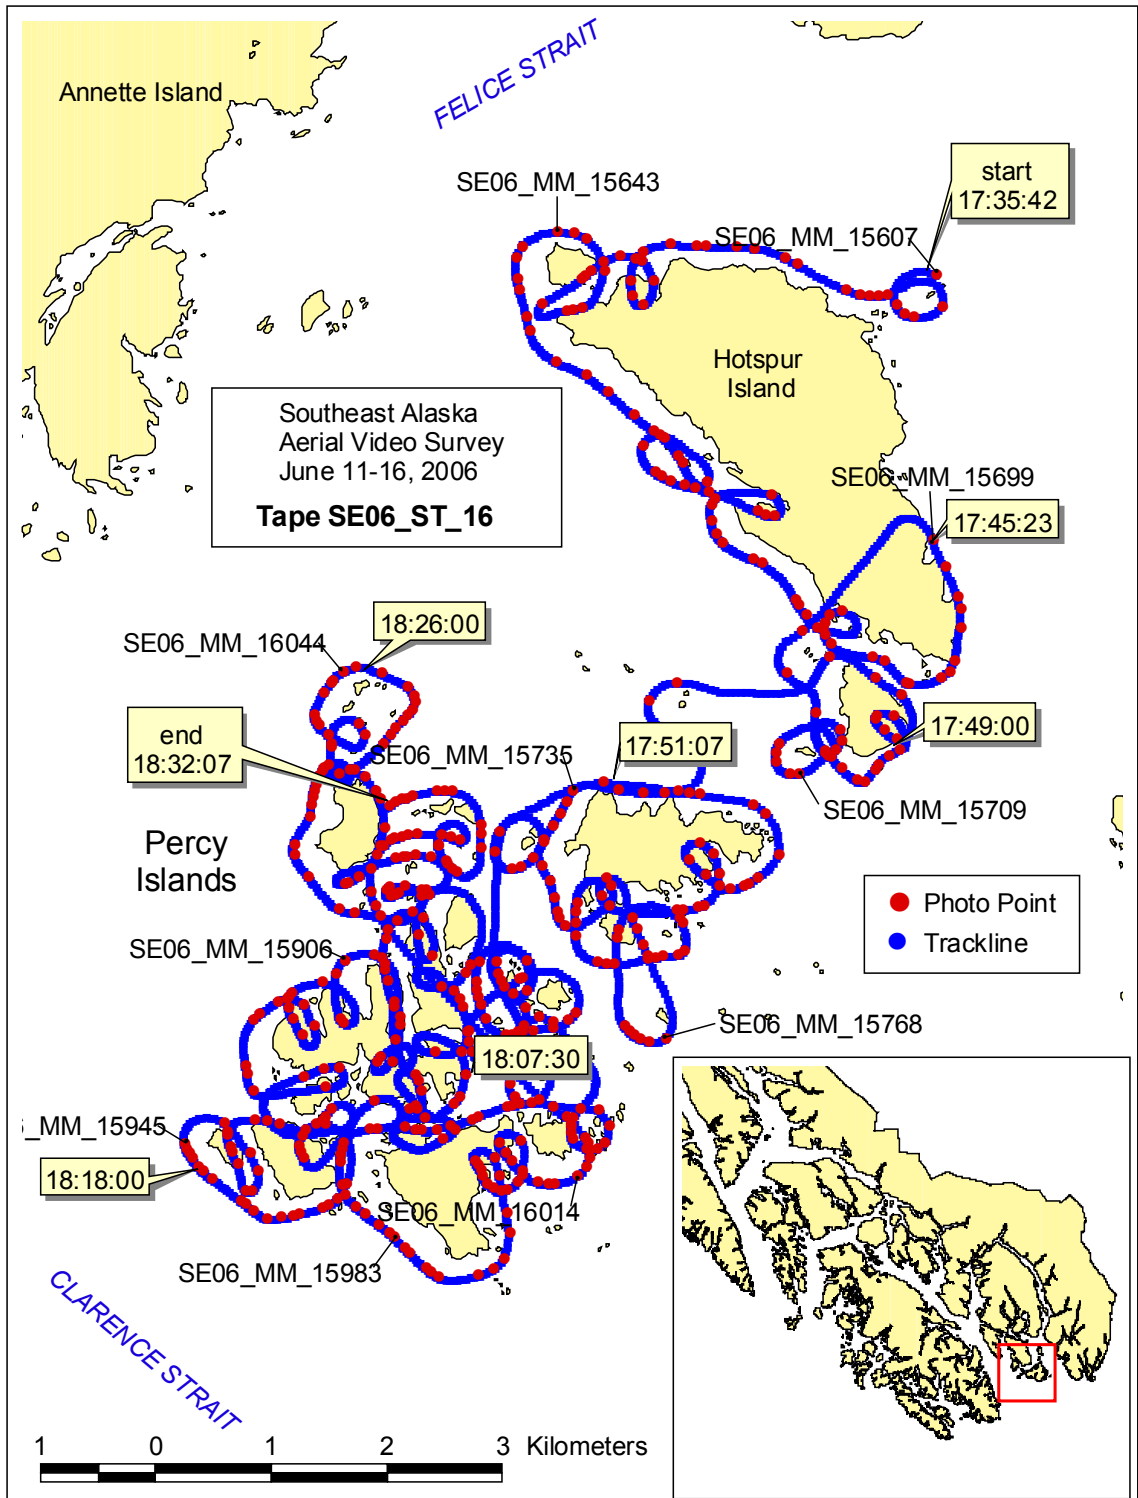 Annette Island
FELICE STRAIT
SE06_MM_15643
start
17:35:42
SE06_MM_15607
Hotspur
Island
Southeast Alaska
Aerial Video Survey
June 11-16, 2006
Tape SE06_ST_16
SE06_MM_15699
17:45:23
18:26:00
SE06_MM_16044
end
18:32:07
SE06_MM_15735
17:51:07
17:49:00
SE06_MM_15709
Percy
Islands
Photo Point
Trackline
SE06_MM_15906
SE06_MM_15768
18:07:30
_MM_15945
18:18:00
SE06_MM_16014
SE06_MM_15983
CLARENCE STRAIT
1 0 1 2 3 Kilometers